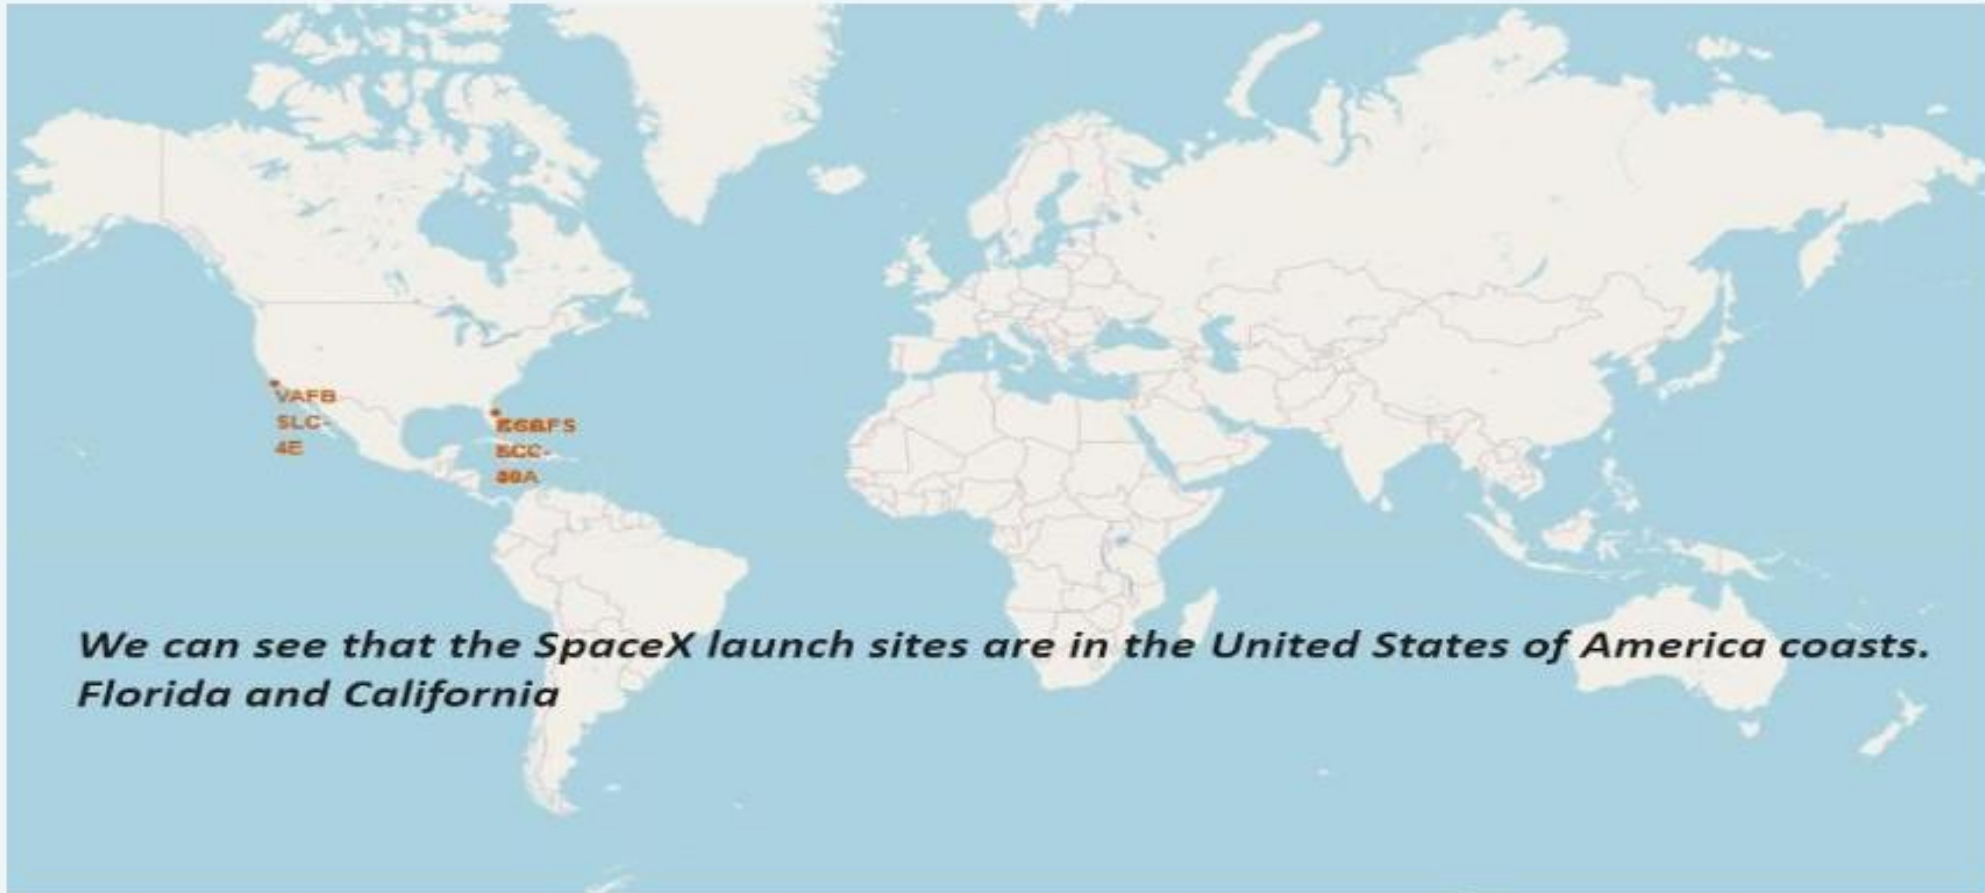 VAFB
SLC-
4E
We can see that the SpaceX launch sites are in the United States of America coasts.
Florida and California